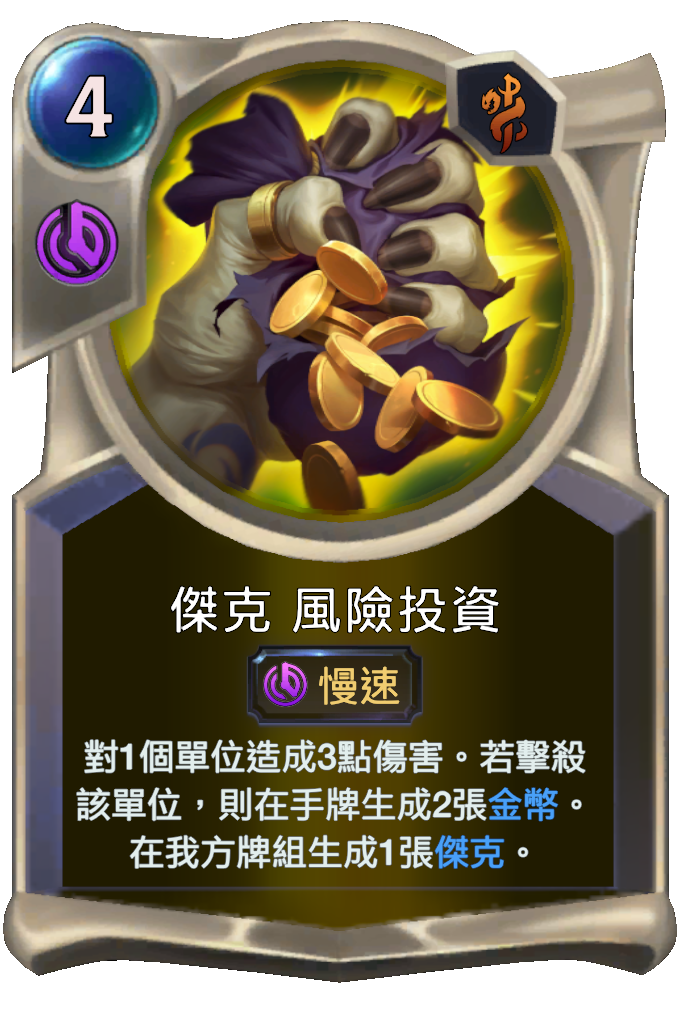 4
傑克 風險投資
慢速
對1個單位造成3點傷害。若擊殺
該單位，則在手牌生成2張金幣。
在我方牌組生成1張傑克。